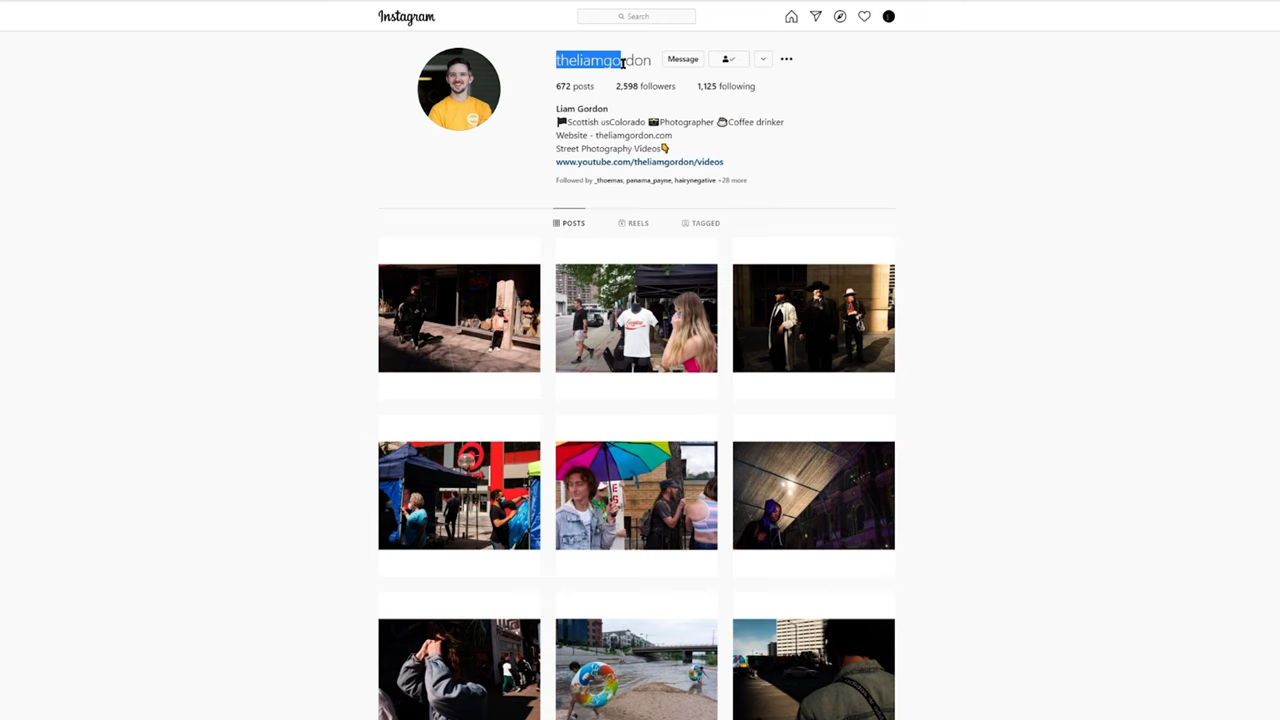 Instagram
Search
theliamgordon
Message
672 posts 2,598 followers 1,125 following
Liam Gordon
🏴Scottish usColorado 📸Photographer ☕Coffee drinker
Website - theliamgordon.com
Street Photography Videos👇
www.youtube.com/theliamgordon/videos
Followed by _thoemas, panama_payne, hairynegative +28 more
POSTS REELS TAGGED